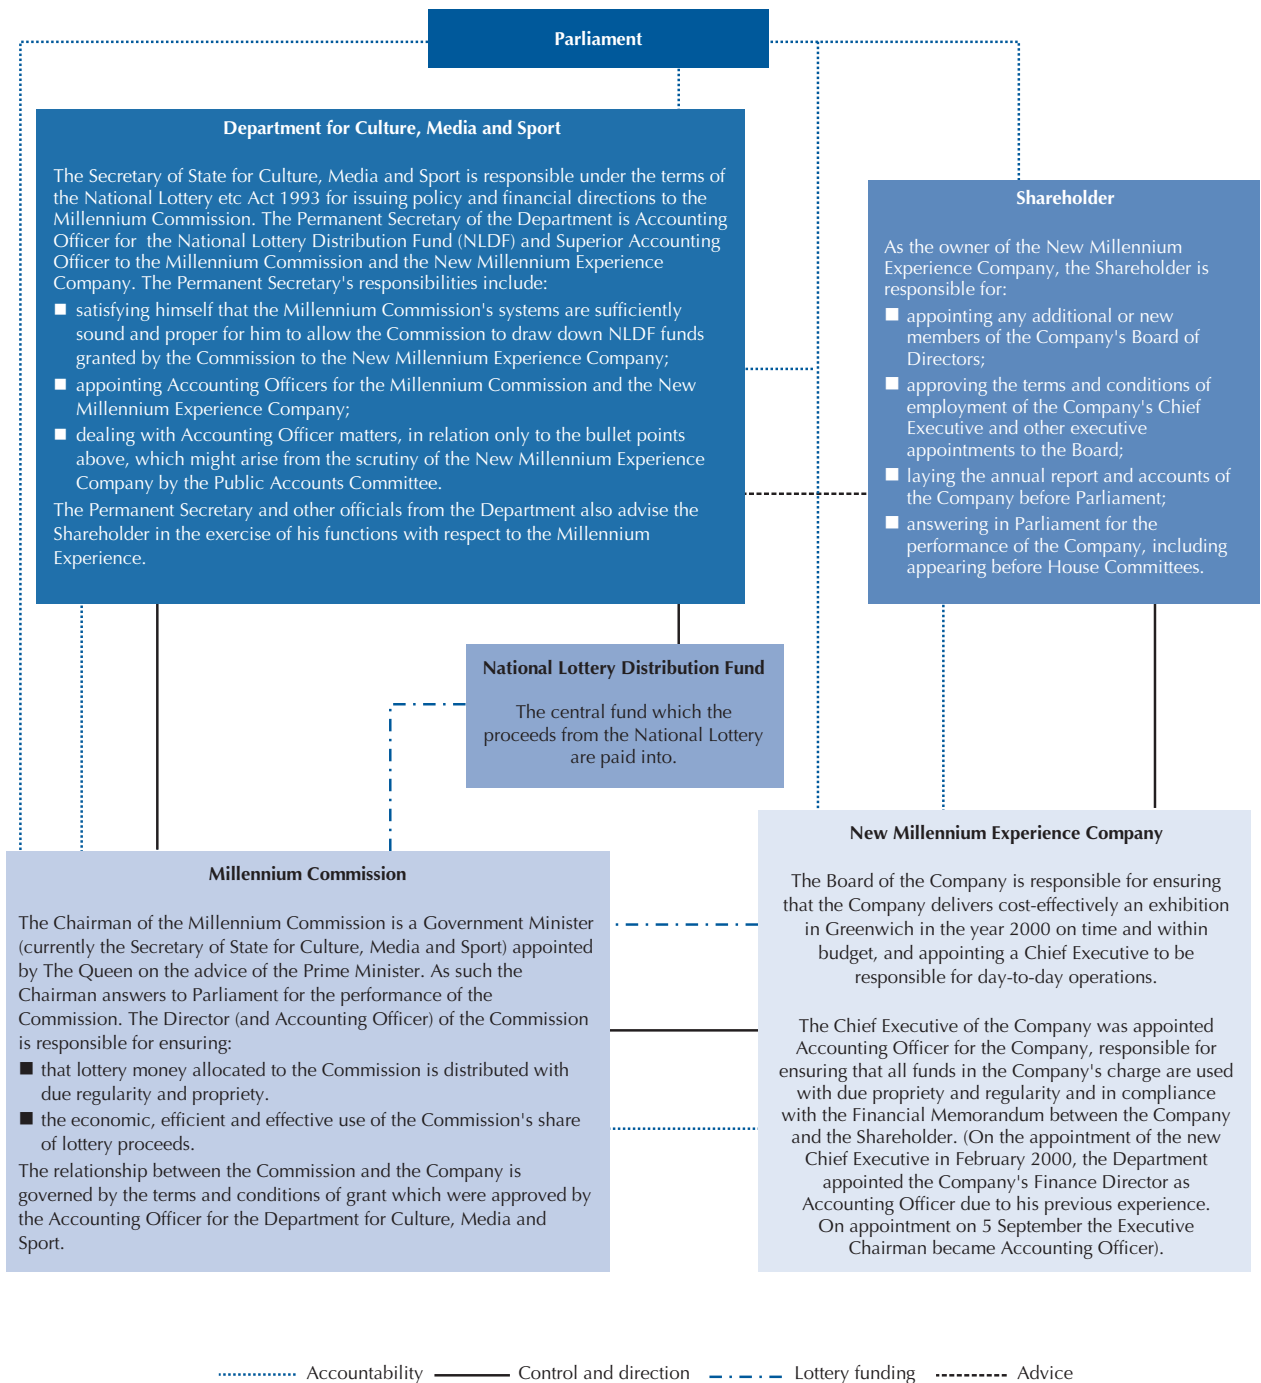 Parliament
Department for Culture, Media and Sport
The Secretary of State for Culture, Media and Sport is responsible under the terms of
the National Lottery etc Act 1993 for issuing policy and financial directions to the
Millennium Commission. The Permanent Secretary of the Department is Accounting
Officer for the National Lottery Distribution Fund (NLDF) and Superior Accounting
Officer to the Millennium Commission and the New Millennium Experience
Company. The Permanent Secretary's responsibilities include:
■ satisfying himself that the Millennium Commission's systems are sufficiently
sound and proper for him to allow the Commission to draw down NLDF funds
granted by the Commission to the New Millennium Experience Company;
■ appointing Accounting Officers for the Millennium Commission and the New
Millennium Experience Company;
■ dealing with Accounting Officer matters, in relation only to the bullet points
above, which might arise from the scrutiny of the New Millennium Experience
Company by the Public Accounts Committee.
The Permanent Secretary and other officials from the Department also advise the
Shareholder in the exercise of his functions with respect to the Millennium
Experience.
Shareholder
As the owner of the New Millennium
Experience Company, the Shareholder is
responsible for:
■ appointing any additional or new
members of the Company's Board of
Directors;
■ approving the terms and conditions of
employment of the Company's Chief
Executive and other executive
appointments to the Board;
■ laying the annual report and accounts of
the Company before Parliament;
■ answering in Parliament for the
performance of the Company, including
appearing before House Committees.
National Lottery Distribution Fund
The central fund which the
proceeds from the National Lottery
are paid into.
Millennium Commission
The Chairman of the Millennium Commission is a Government Minister
(currently the Secretary of State for Culture, Media and Sport) appointed
by The Queen on the advice of the Prime Minister. As such the
Chairman answers to Parliament for the performance of the
Commission. The Director (and Accounting Officer) of the Commission
is responsible for ensuring:
■ that lottery money allocated to the Commission is distributed with
due regularity and propriety.
■ the economic, efficient and effective use of the Commission's share
of lottery proceeds.
The relationship between the Commission and the Company is
governed by the terms and conditions of grant which were approved by
the Accounting Officer for the Department for Culture, Media and
Sport.
New Millennium Experience Company
The Board of the Company is responsible for ensuring
that the Company delivers cost-effectively an exhibition
in Greenwich in the year 2000 on time and within
budget, and appointing a Chief Executive to be
responsible for day-to-day operations.
The Chief Executive of the Company was appointed
Accounting Officer for the Company, responsible for
ensuring that all funds in the Company's charge are used
with due propriety and regularity and in compliance
with the Financial Memorandum between the Company
and the Shareholder. (On the appointment of the new
Chief Executive in February 2000, the Department
appointed the Company's Finance Director as
Accounting Officer due to his previous experience.
On appointment on 5 September the Executive
Chairman became Accounting Officer).
Accountability
Control and direction
Lottery funding
Advice